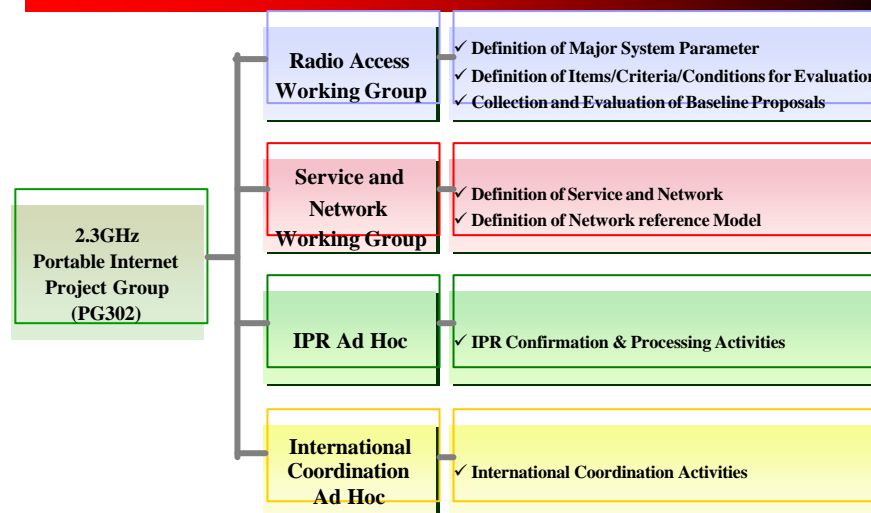 2.3GHz
Portable Internet
Project Group
(PG302)
Radio Access
Working Group
✓ Definition of Major System Parameter
✓ Definition of Items/Criteria/Conditions for Evaluation
✓ Collection and Evaluation of Baseline Proposals
Service and
Network
Working Group
✓ Definition of Service and Network
✓ Definition of Network reference Model
IPR Ad Hoc
✓ IPR Confirmation & Processing Activities
International
Coordination
Ad Hoc
✓ International Coordination Activities